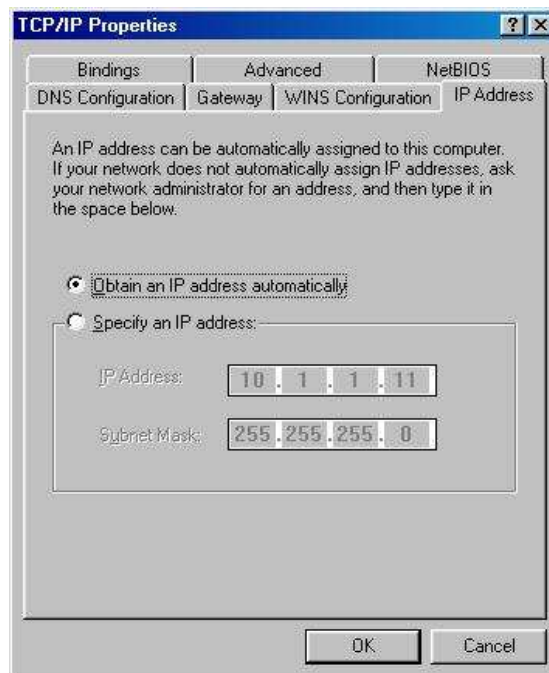 TCP/IP Properties
Bindings Advanced NetBIOS
DNS Configuration Gateway WINS Configuration IP Address
An IP address can be automatically assigned to this computer.
If your network does not automatically assign IP addresses, ask
your network administrator for an address, and then type it in
the space below.
Obtain an IP address automatically
Specify an IP address:
IP Address: 10 . 1 . 1 . 11
Subnet Mask: 255 . 255 . 255 . 0
OK Cancel